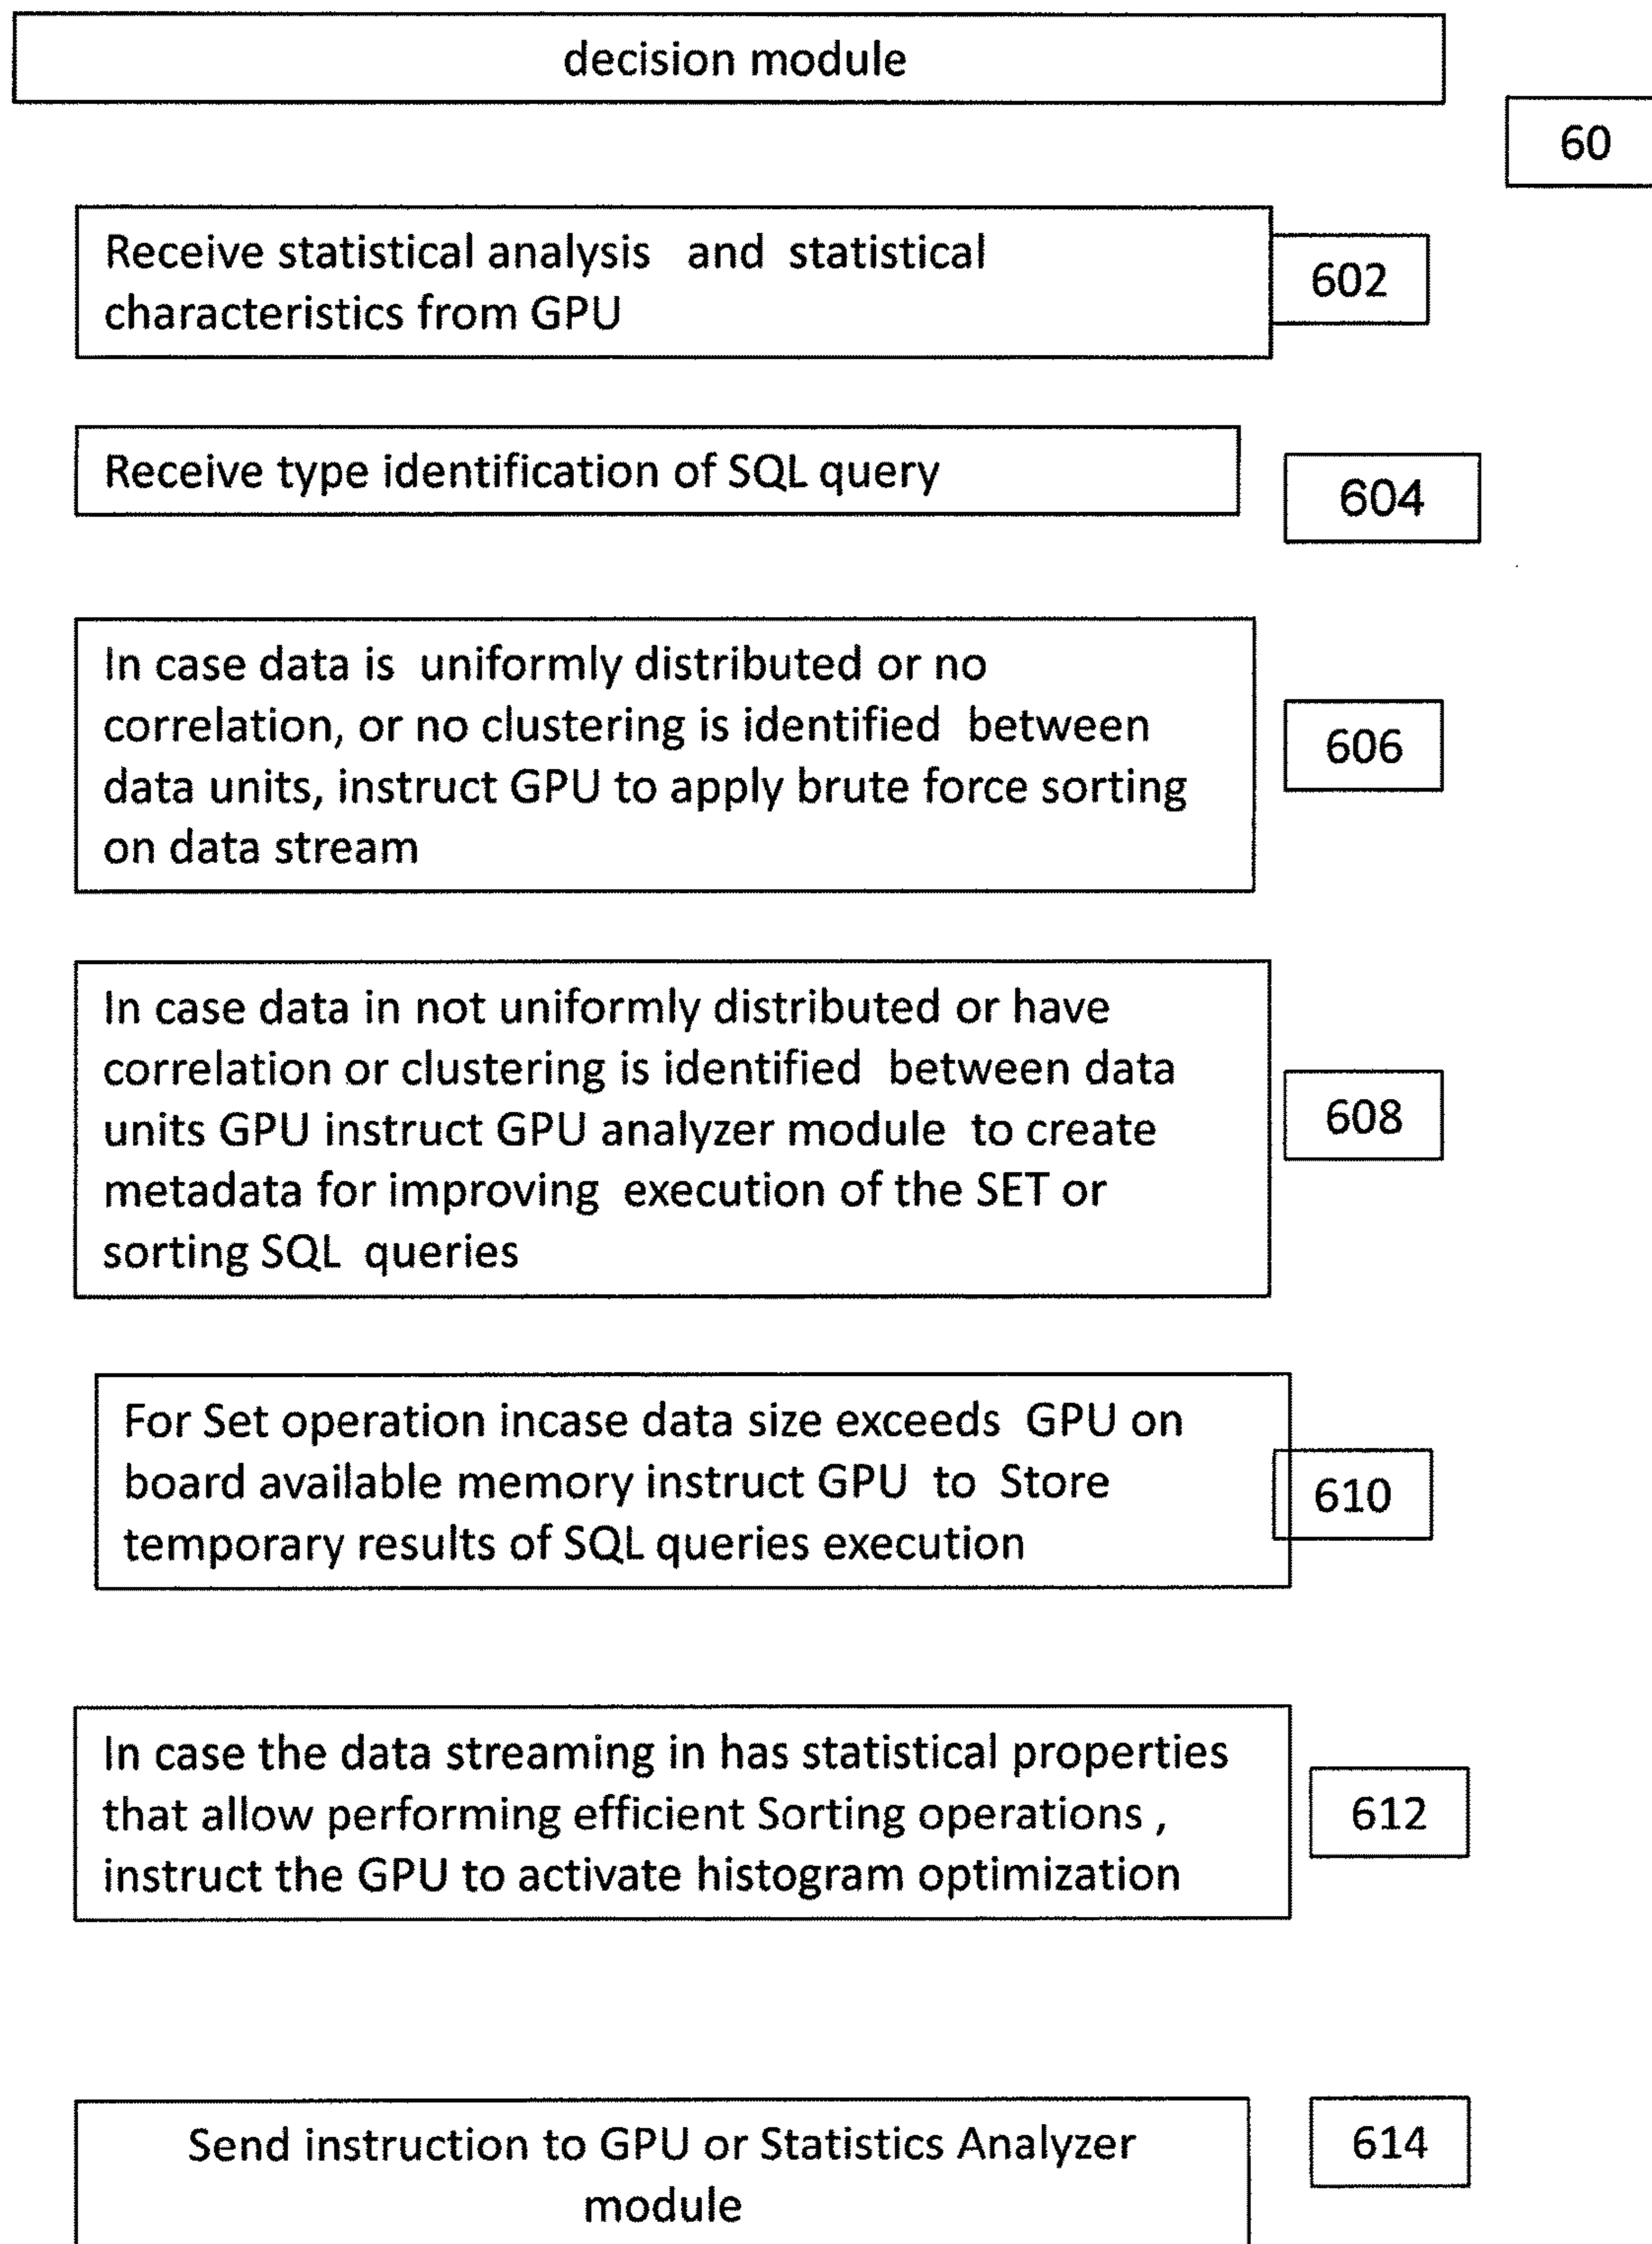 decision module
60
Receive statistical analysis and statistical
characteristics from GPU
602
Receive type identification of SQL query
604
In case data is uniformly distributed or no
correlation, or no clustering is identified between
data units, instruct GPU to apply brute force sorting
on data stream
606
In case data in not uniformly distributed or have
correlation or clustering is identified between data
units GPU instruct GPU analyzer module to create
metadata for improving execution of the SET or
sorting SQL queries
608
For Set operation incase data size exceeds GPU on
board available memory instruct GPU to Store
temporary results of SQL queries execution
610
In case the data streaming in has statistical properties
that allow performing efficient Sorting operations ,
instruct the GPU to activate histogram optimization
612
Send instruction to GPU or Statistics Analyzer
module
614